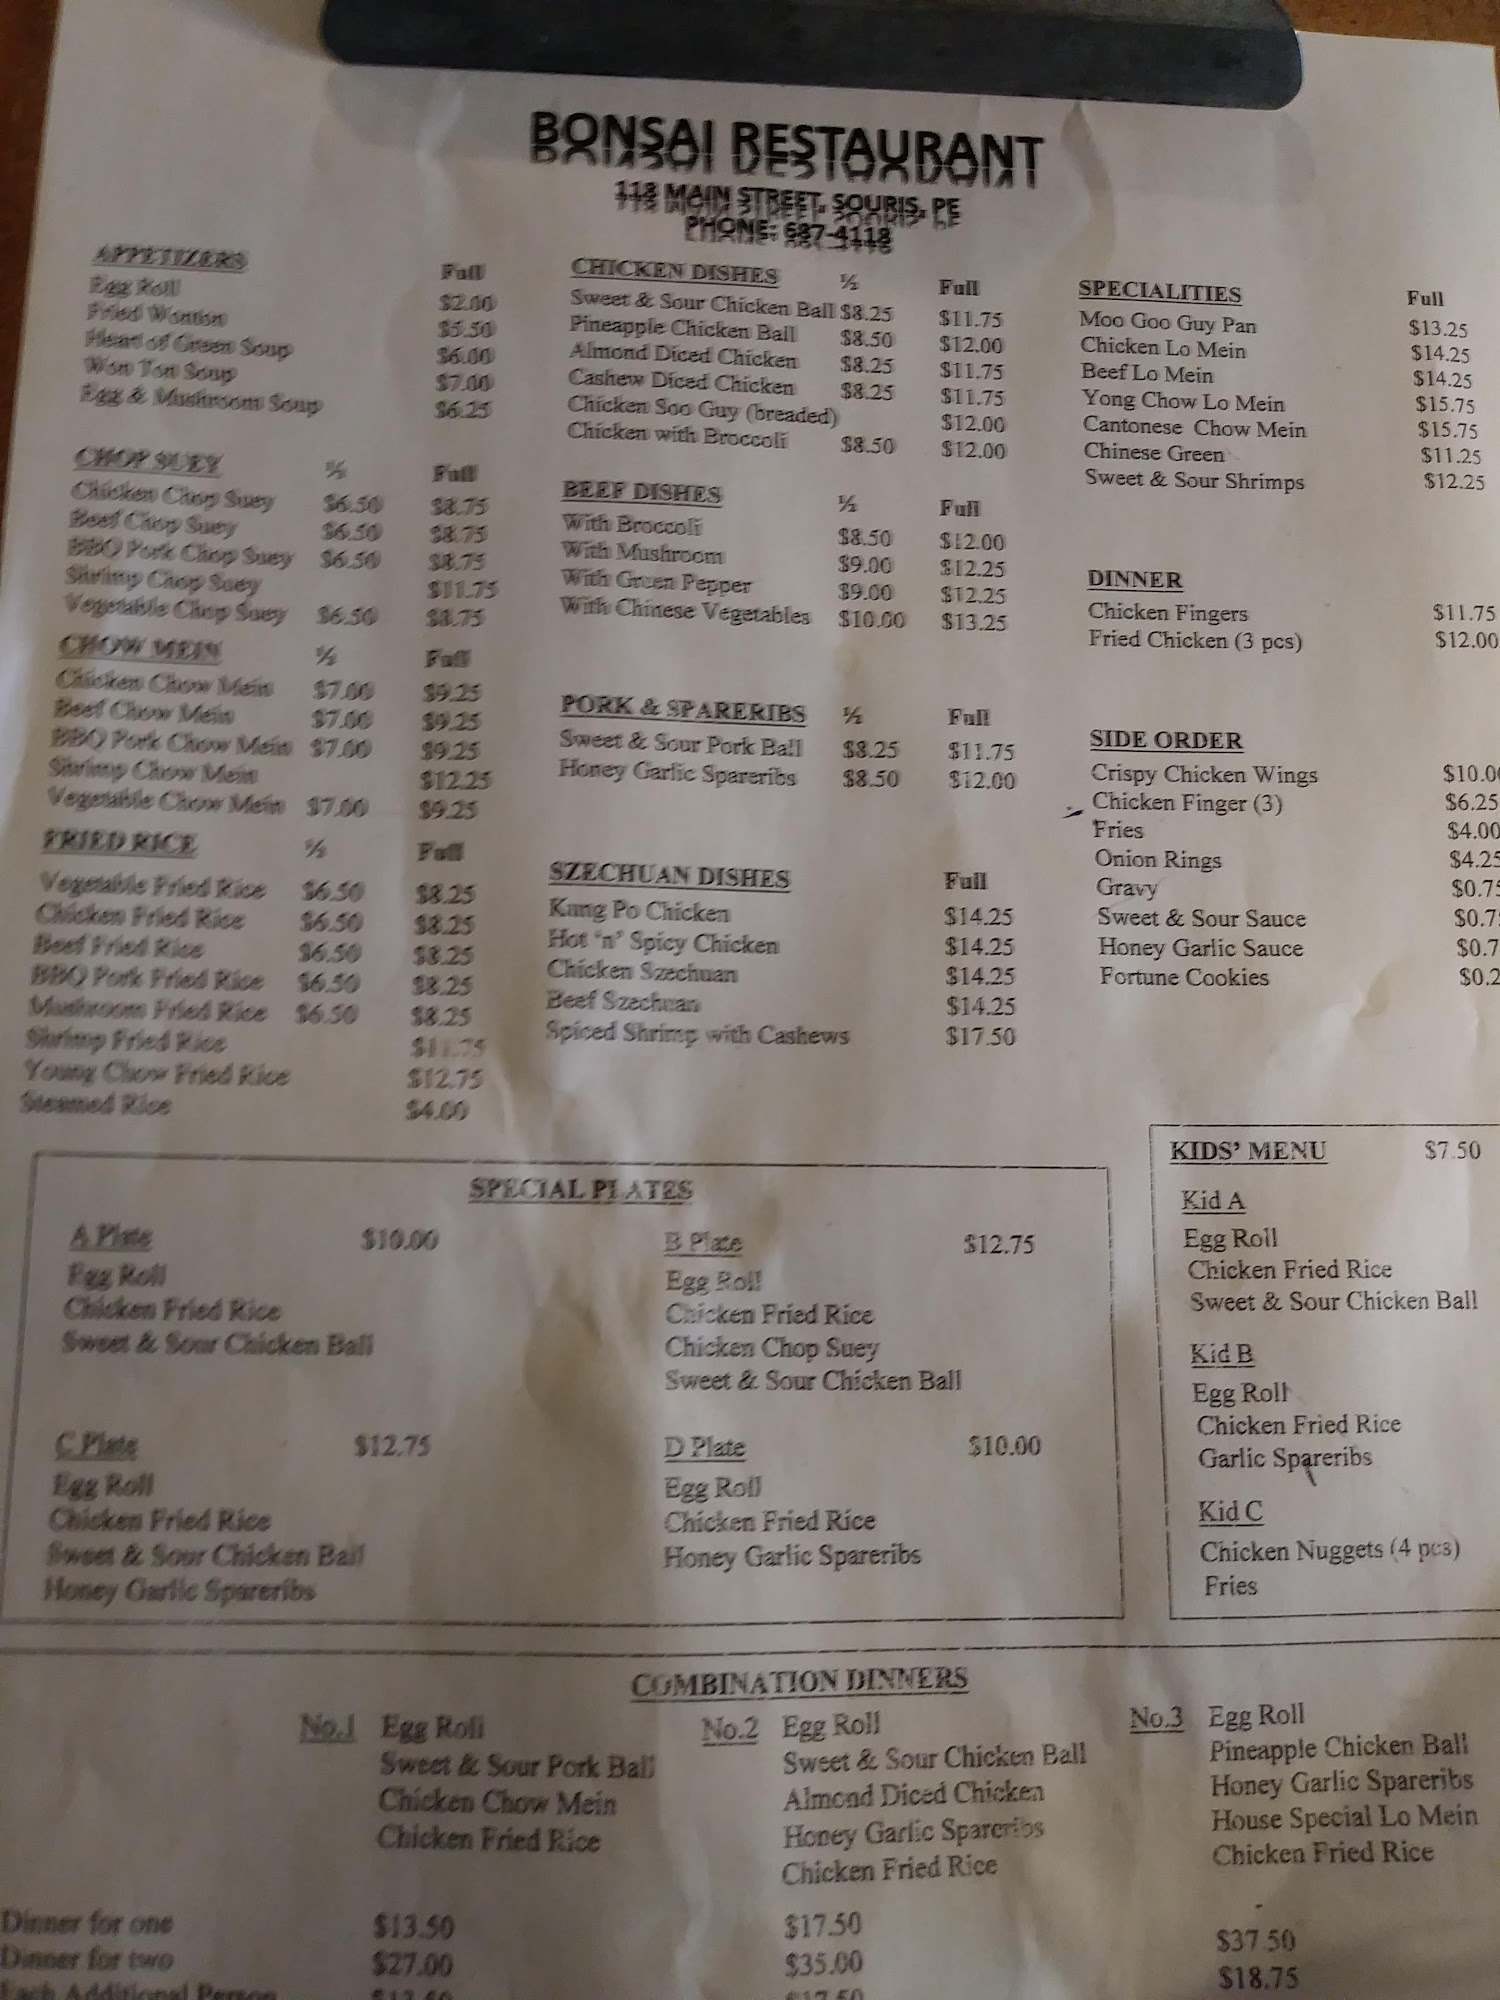 BONSAI RESTAURANT
118 MAIN STREET, SOURIS, PE
PHONE: 687-4118
APPETIZERS Full
Egg Roll $2.00
Fried Wonton $5.50
Heart of Green Soup $6.00
Won Ton Soup $7.00
Egg & Mushroom Soup $6.25
CHOP SUEY ½ Full
Chicken Chop Suey $6.50 $8.75
Beef Chop Suey $6.50 $8.75
BBQ Pork Chop Suey $6.50 $8.75
Shrimp Chop Suey $11.75
Vegetable Chop Suey $6.50 $8.75
CHOW MEIN ½ Full
Chicken Chow Mein $7.00 $9.25
Beef Chow Mein $7.00 $9.25
BBQ Pork Chow Mein $7.00 $9.25
Shrimp Chow Mein $12.25
Vegetable Chow Mein $7.00 $9.25
FRIED RICE ½ Full
Vegetable Fried Rice $6.50 $8.25
Chicken Fried Rice $6.50 $8.25
Beef Fried Rice $6.50 $8.25
BBQ Pork Fried Rice $6.50 $8.25
Mushroom Fried Rice $6.50 $8.25
Shrimp Fried Rice $11.75
Young Chow Fried Rice $12.75
Steamed Rice $4.00
CHICKEN DISHES ½ Full
Sweet & Sour Chicken Ball $8.25 $11.75
Pineapple Chicken Ball $8.50 $12.00
Almond Diced Chicken $8.25 $11.75
Cashew Diced Chicken $8.25 $11.75
Chicken Soo Guy (breaded) $12.00
Chicken with Broccoli $8.50 $12.00
BEEF DISHES ½ Full
With Broccoli $8.50 $12.00
With Mushroom $9.00 $12.25
With Green Pepper $9.00 $12.25
With Chinese Vegetables $10.00 $13.25
PORK & SPARERIBS ½ Full
Sweet & Sour Pork Ball $8.25 $11.75
Honey Garlic Spareribs $8.50 $12.00
SZECHUAN DISHES Full
Kung Po Chicken $14.25
Hot 'n' Spicy Chicken $14.25
Chicken Szechuan $14.25
Beef Szechuan $14.25
Spiced Shrimp with Cashews $17.50
SPECIALITIES Full
Moo Goo Guy Pan $13.25
Chicken Lo Mein $14.25
Beef Lo Mein $14.25
Yong Chow Lo Mein $15.75
Cantonese Chow Mein $15.75
Chinese Green $11.25
Sweet & Sour Shrimps $12.25
DINNER
Chicken Fingers $11.75
Fried Chicken (3 pcs) $12.00
SIDE ORDER
Crispy Chicken Wings $10.0
Chicken Finger (3) $6.25
Fries $4.00
Onion Rings $4.25
Gravy $0.75
Sweet & Sour Sauce $0.7
Honey Garlic Sauce $0.7
Fortune Cookies $0.2
SPECIAL PLATES
A Plate $10.00
Egg Roll
Chicken Fried Rice
Sweet & Sour Chicken Ball
B Plate $12.75
Egg Roll
Chicken Fried Rice
Chicken Chop Suey
Sweet & Sour Chicken Ball
C Plate $12.75
Egg Roll
Chicken Fried Rice
Sweet & Sour Chicken Ball
Honey Garlic Spareribs
D Plate $10.00
Egg Roll
Chicken Fried Rice
Honey Garlic Spareribs
KIDS' MENU $7.50
Kid A
Egg Roll
Chicken Fried Rice
Sweet & Sour Chicken Ball
Kid B
Egg Roll
Chicken Fried Rice
Garlic Spareribs
Kid C
Chicken Nuggets (4 pcs)
Fries
COMBINATION DINNERS
No.1 Egg Roll
Sweet & Sour Pork Ball
Chicken Chow Mein
Chicken Fried Rice
No.2 Egg Roll
Sweet & Sour Chicken Ball
Almond Diced Chicken
Honey Garlic Spareribs
Chicken Fried Rice
No.3 Egg Roll
Pineapple Chicken Ball
Honey Garlic Spareribs
House Special Lo Mein
Chicken Fried Rice
Dinner for one $13.50 $17.50
Dinner for two $27.00 $35.00 $37.50
Each Additional Person $13.50 $17.50 $18.75